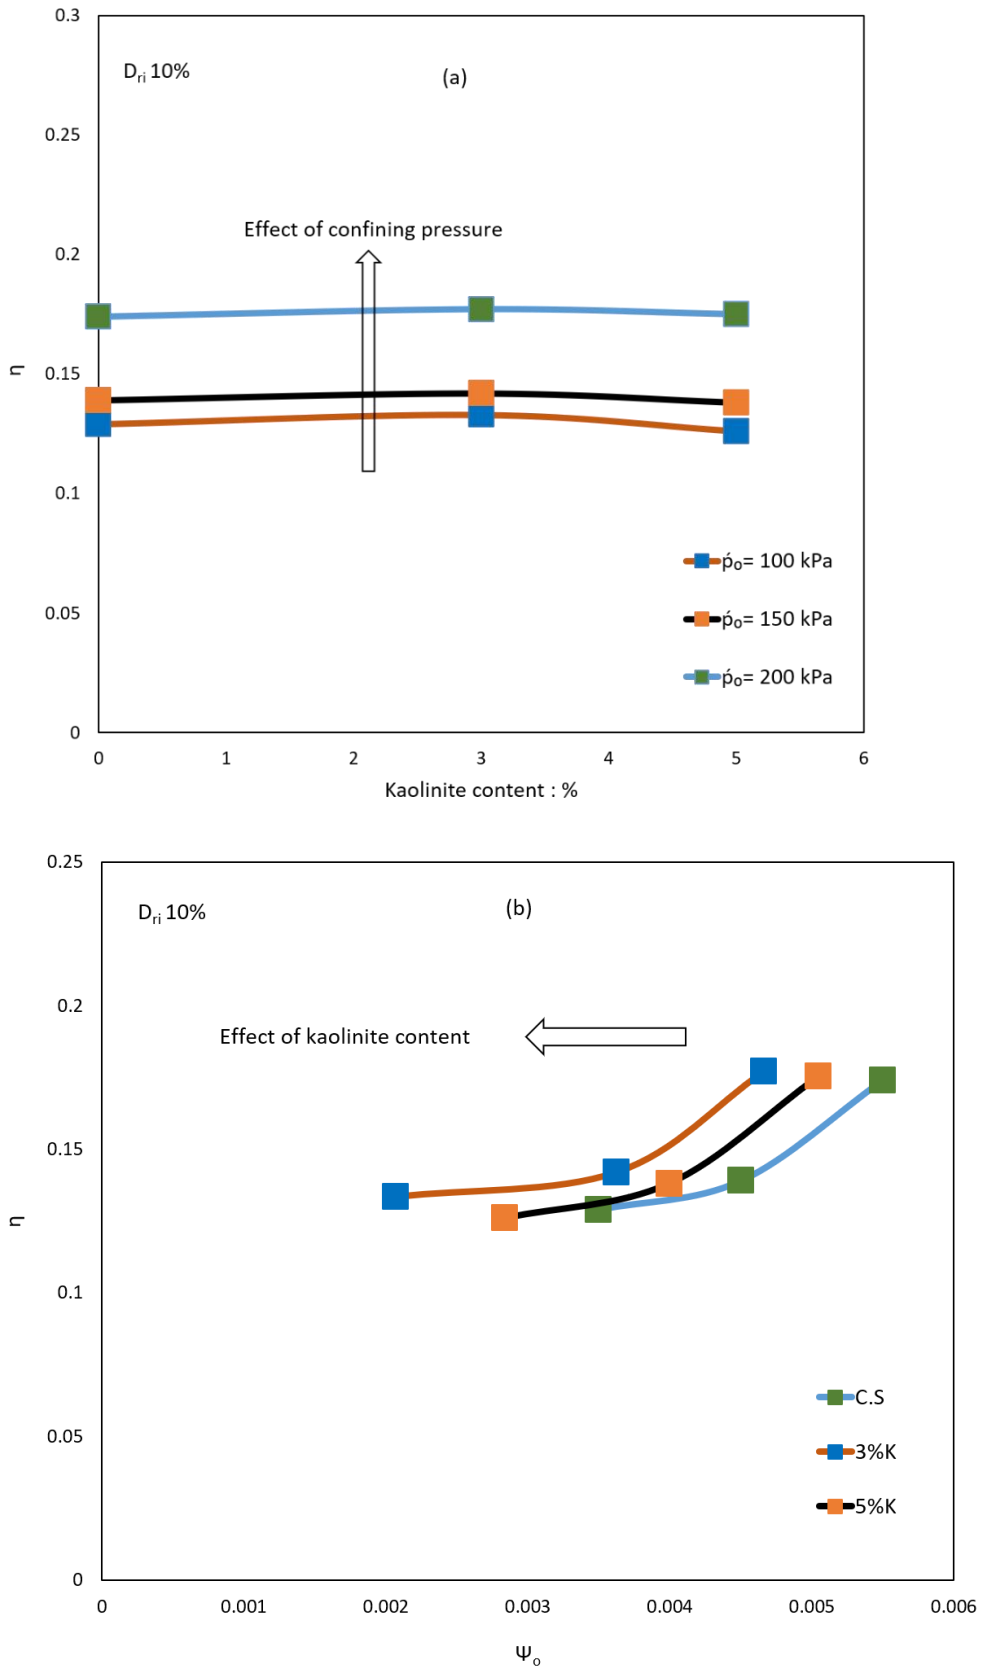 0.3
D_ri 10%
(a)
0.25
Effect of confining pressure
0.2
0.15
η
0.1
ṕₒ= 100 kPa
0.05
ṕₒ= 150 kPa
ṕₒ= 200 kPa
0
0 1 2 3 4 5 6
Kaolinite content : %
0.25
D_ri 10%
(b)
0.2
Effect of kaolinite content
0.15
η
0.1
C.S
0.05
3%K
5%K
0
0 0.001 0.002 0.003 0.004 0.005 0.006
Ψₒ